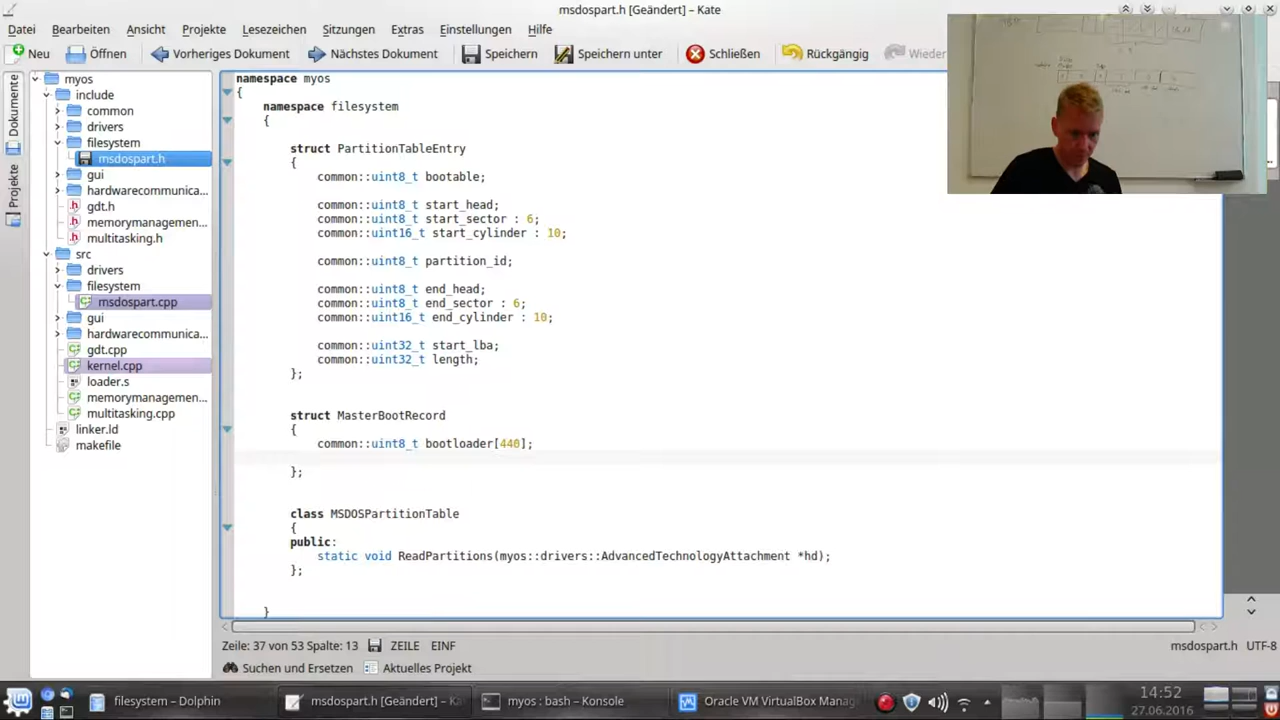 msdospart.h [Geändert] – Kate
Datei Bearbeiten Ansicht Projekte Lesezeichen Sitzungen Extras Einstellungen Hilfe
Neu Öffnen Vorheriges Dokument Nächstes Dokument Speichern Speichern unter Schließen Rückgängig Wieder
Dokumente
Projekte
myos
include
common
drivers
filesystem
msdospart.h
gui
hardwarecommunica...
gdt.h
memorymanagemen...
multitasking.h
src
drivers
filesystem
msdospart.cpp
gui
hardwarecommunica...
gdt.cpp
kernel.cpp
loader.s
memorymanagemen...
multitasking.cpp
linker.ld
makefile
namespace myos
{
namespace filesystem
{
struct PartitionTableEntry
{
common::uint8_t bootable;
common::uint8_t start_head;
common::uint8_t start_sector : 6;
common::uint16_t start_cylinder : 10;
common::uint8_t partition_id;
common::uint8_t end_head;
common::uint8_t end_sector : 6;
common::uint16_t end_cylinder : 10;
common::uint32_t start_lba;
common::uint32_t length;
};
struct MasterBootRecord
{
common::uint8_t bootloader[440];
};
class MSDOSPartitionTable
{
public:
static void ReadPartitions(myos::drivers::AdvancedTechnologyAttachment *hd);
};
}
Zeile: 37 von 53 Spalte: 13 ZEILE EINF msdospart.h UTF-8
Suchen und Ersetzen Aktuelles Projekt
filesystem – Dolphin msdospart.h [Geändert] – Ka myos : bash – Konsole Oracle VM VirtualBox Manag
14:52
27.06.2016